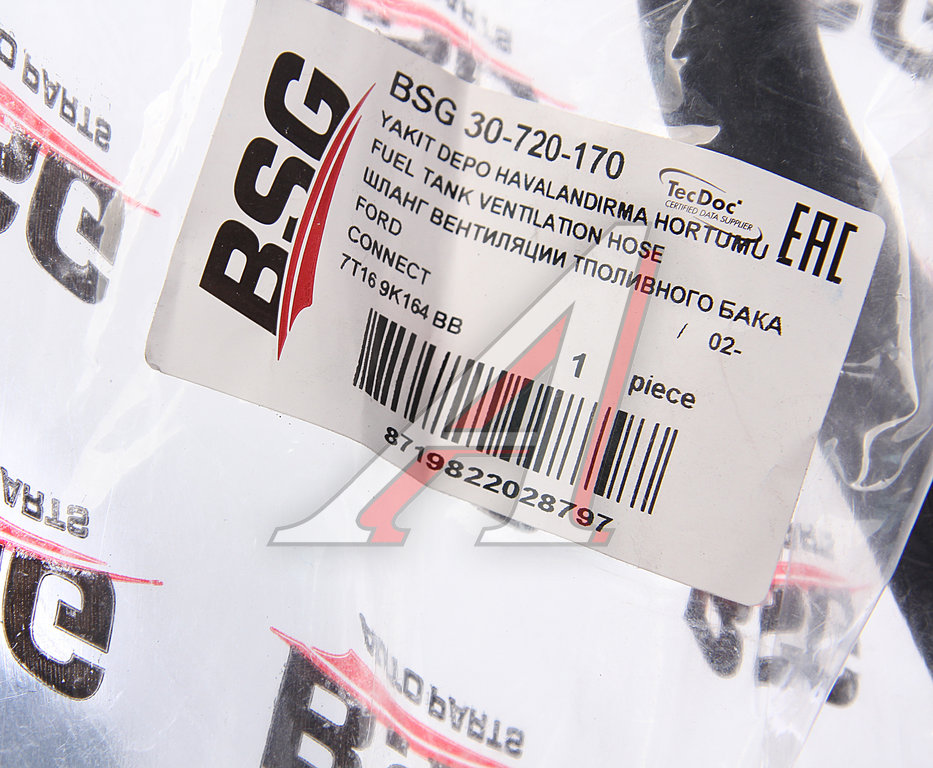 BSG
BSG 30-720-170
YAKIT DEPO HAVALANDIRMA HORTUMU
FUEL TANK VENTILATION HOSE
ШЛАНГ ВЕНТИЛЯЦИИ ТПОЛИВНОГО БАКА
FORD
CONNECT
7T16 9K164 BB
TecDoc
CERTIFIED DATA SUPPLIER
EAC
/ 02-
1 piece
8719822028797
AUTO PARTS